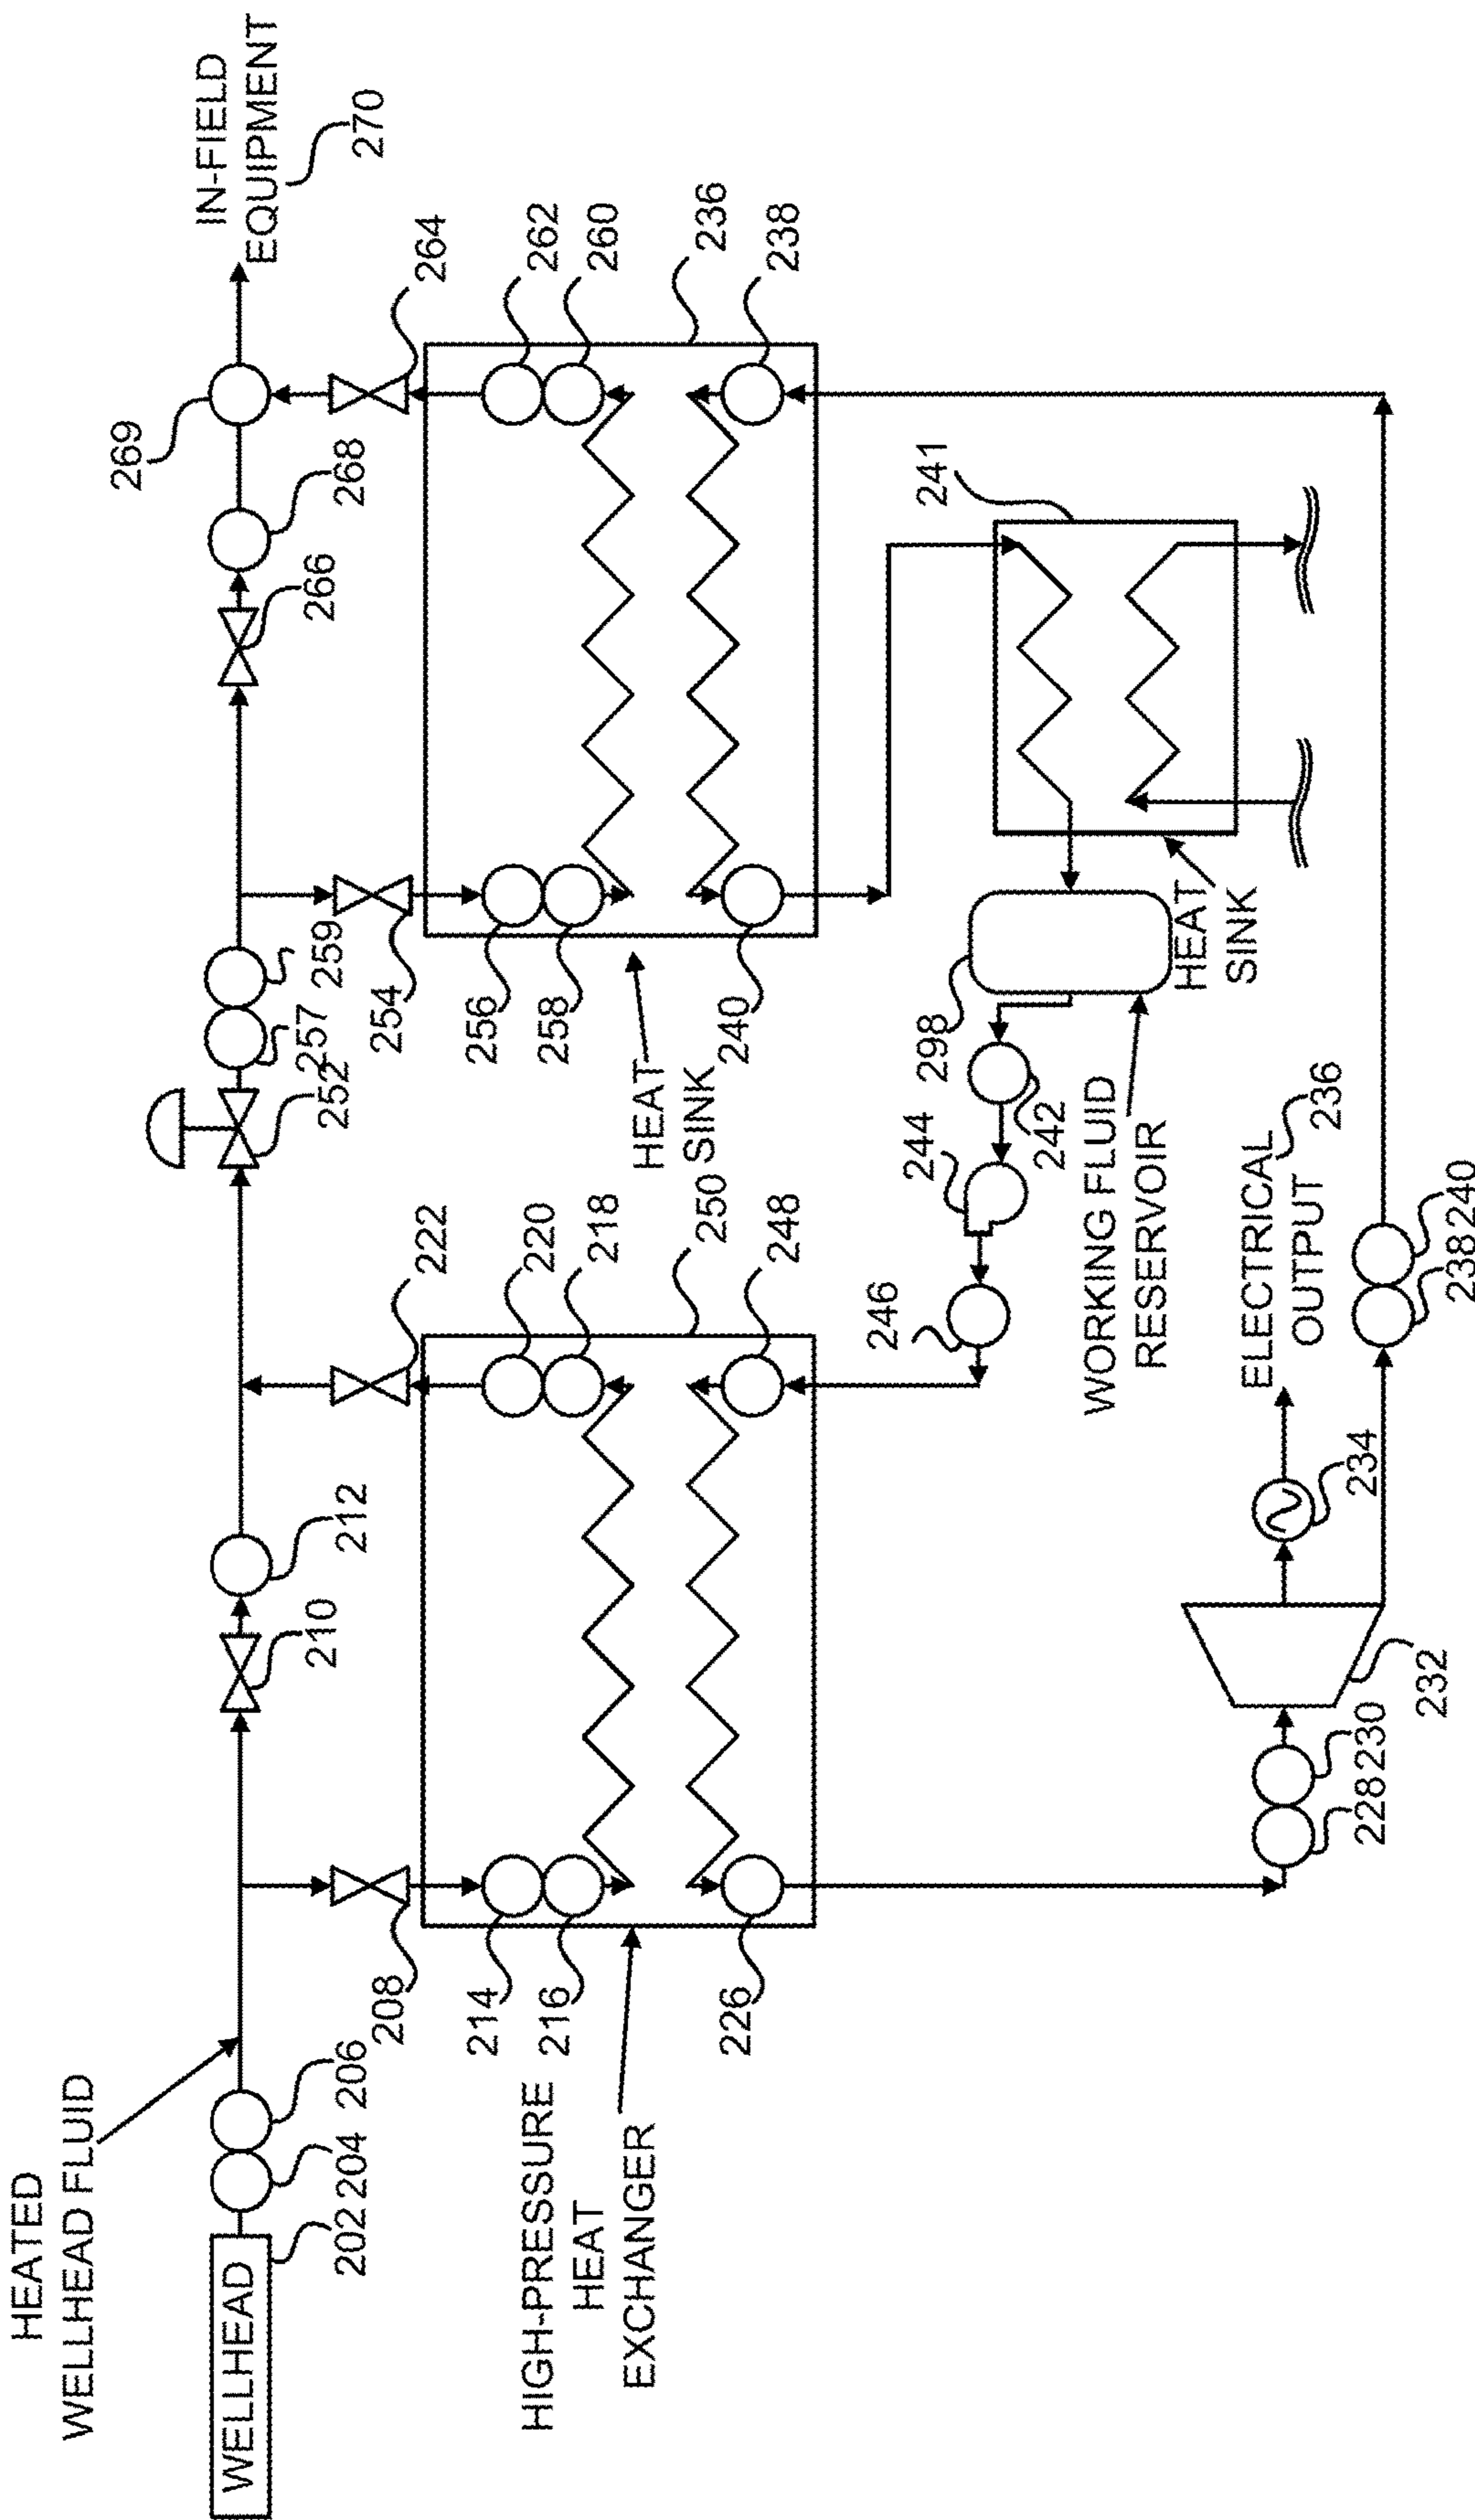 HEATED
WELLHEAD FLUID
WELLHEAD
202
204
206
208
210
212
214
216
HIGH-PRESSURE
HEAT
EXCHANGER
226
222
220
218
250
248
252
257
259
254
256
258
240
HEAT
SINK
266
268
269
IN-FIELD
EQUIPMENT
270
264
262
260
236
238
241
HEAT
SINK
298
242
244
246
WORKING FLUID
RESERVOIR
ELECTRICAL
OUTPUT
236
228
230
232
234
238
240